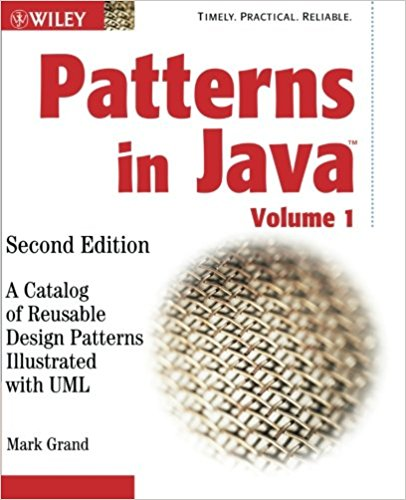 WILEY
TIMELY. PRACTICAL. RELIABLE.
Patterns
in Java™
Volume 1
Second Edition
A Catalog
of Reusable
Design Patterns
Illustrated
with UML
Mark Grand